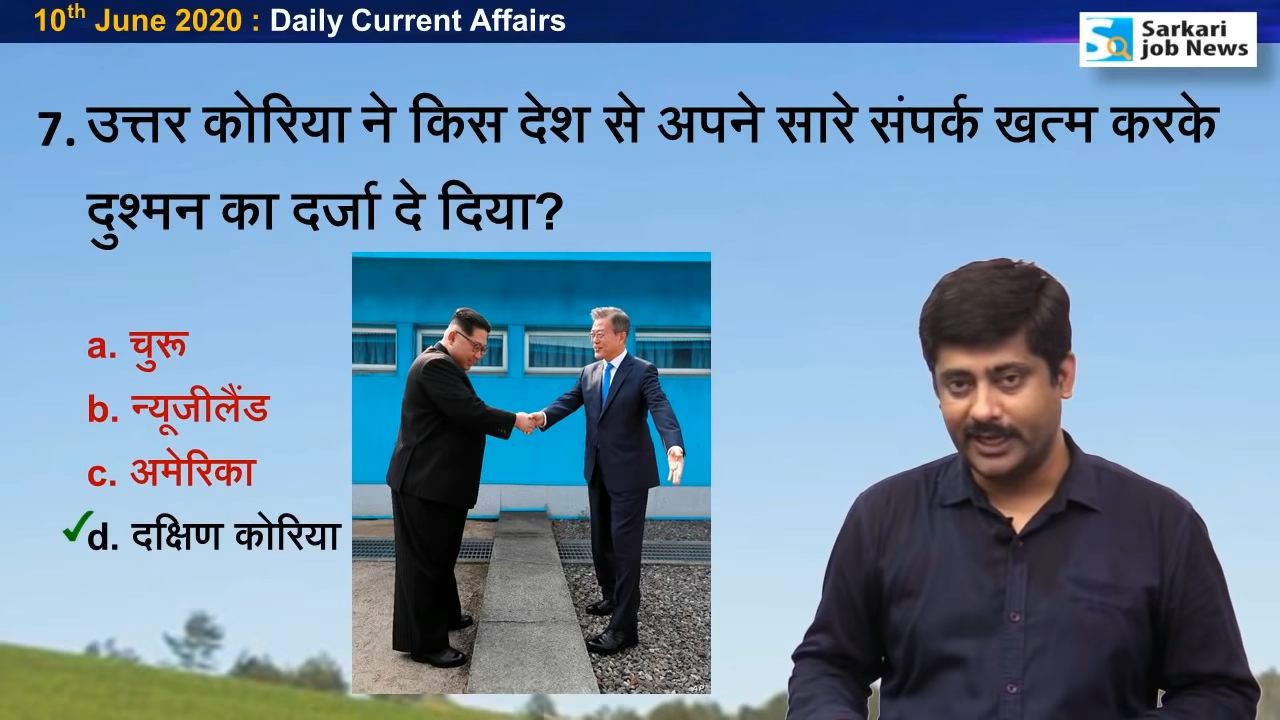 10th June 2020 : Daily Current Affairs
Sarkari
job News
7. उत्तर कोरिया ने किस देश से अपने सारे संपर्क खत्म करके
दुश्मन का दर्जा दे दिया?
a. चुरू
b. न्यूजीलैंड
c. अमेरिका
d. दक्षिण कोरिया